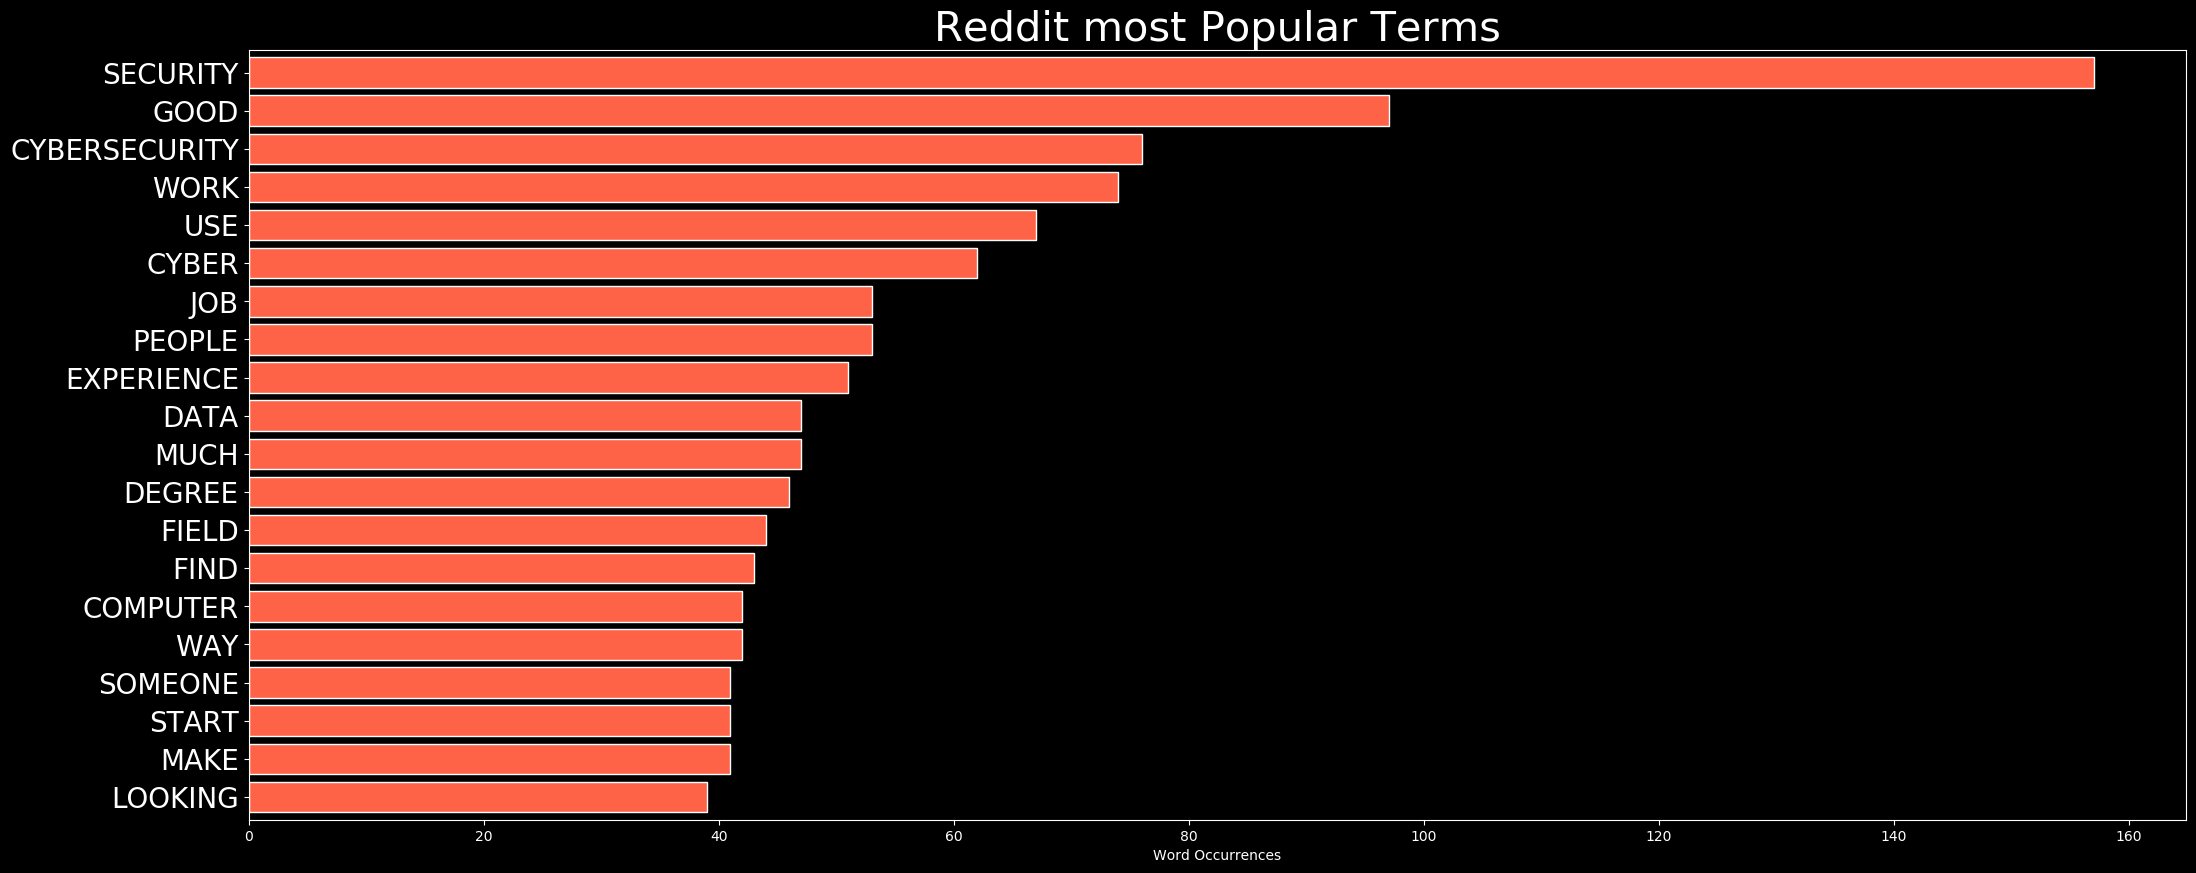 Reddit most Popular Terms
SECURITY
GOOD
CYBERSECURITY
WORK
USE
CYBER
JOB
PEOPLE
EXPERIENCE
DATA
MUCH
DEGREE
FIELD
FIND
COMPUTER
WAY
SOMEONE
START
MAKE
LOOKING
0 20 40 60 80 100 120 140 160
Word Occurrences